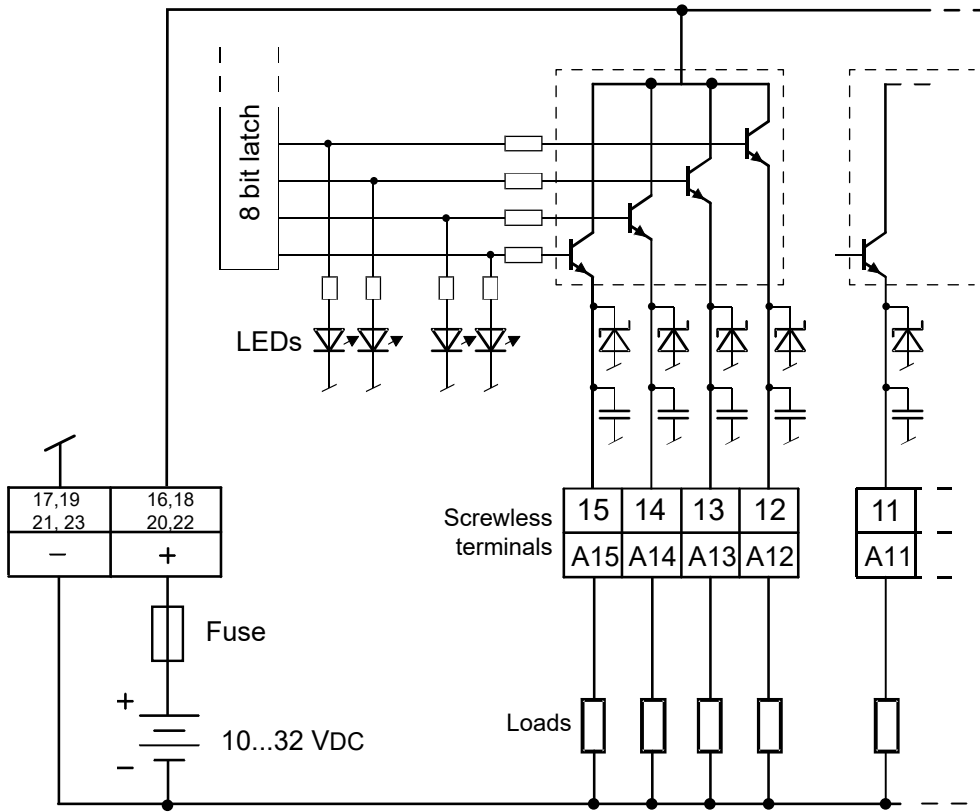 8 bit latch
LEDs
17,19
21, 23
16,18
20,22
–
+
Screwless
terminals
15
14
13
12
11
A15
A14
A13
A12
A11
Fuse
+
10...32 VDC
–
Loads